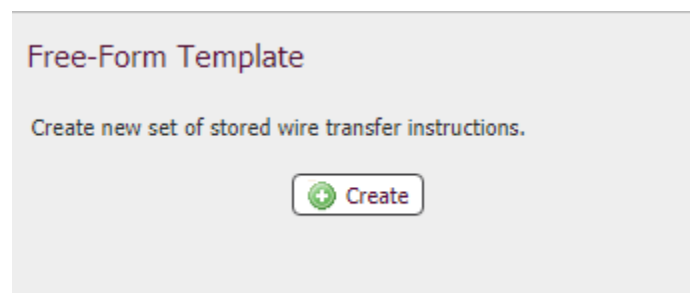 Free-Form Template
Create new set of stored wire transfer instructions.
Create